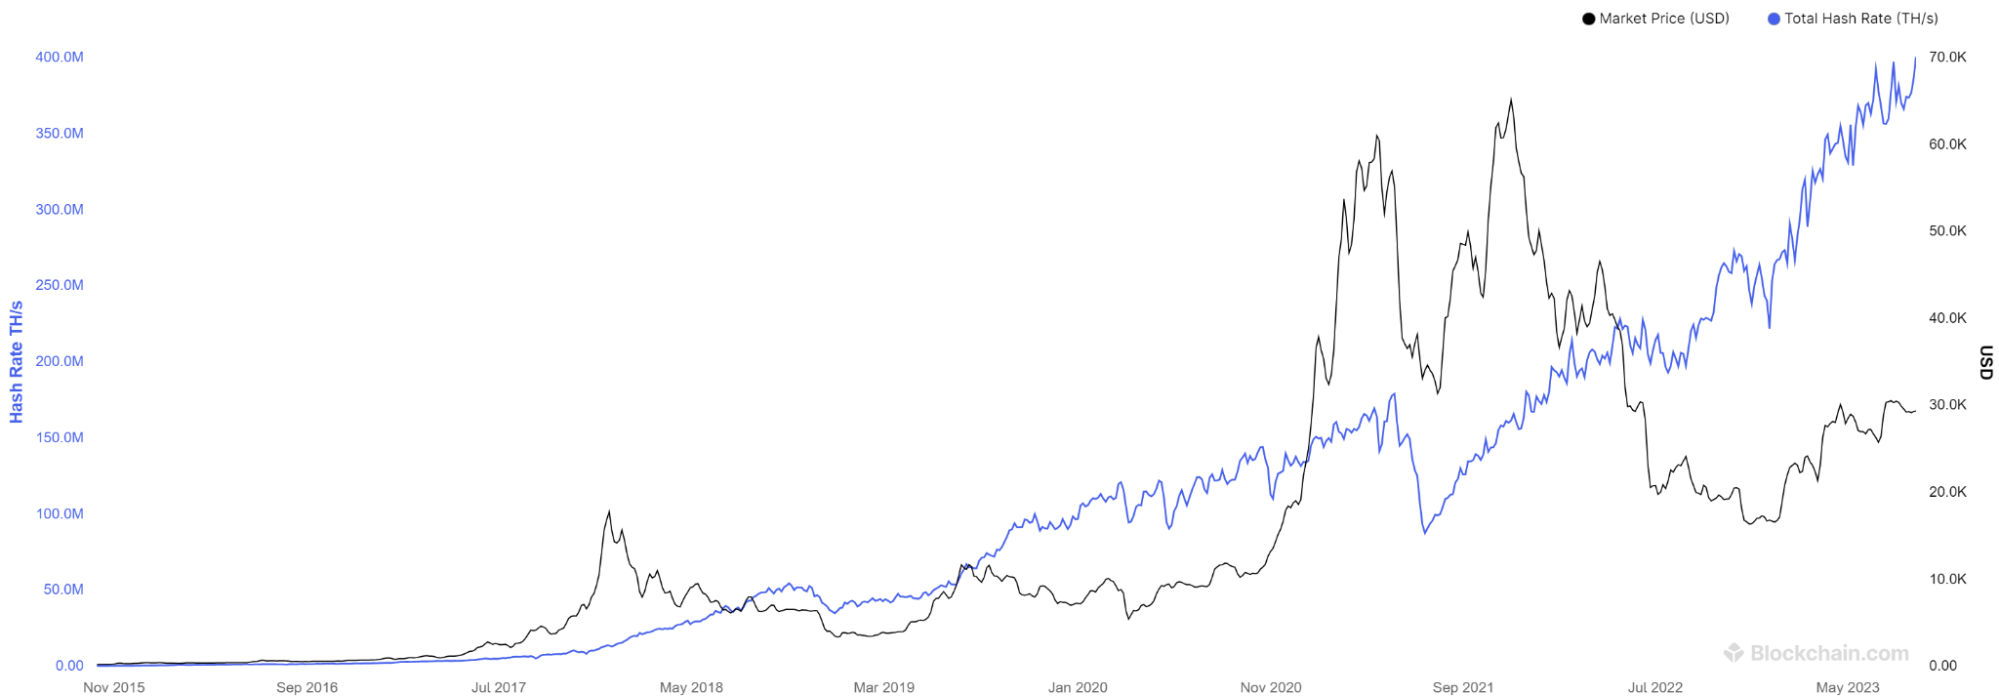 Market Price (USD) Total Hash Rate (TH/s)
400.0M 70.0K
350.0M
60.0K
300.0M
50.0K
250.0M
40.0K
200.0M
30.0K
150.0M
20.0K
100.0M
10.0K
50.0M
0.00 0.00
Hash Rate TH/s
USD
Blockchain.com
Nov 2015 Sep 2016 Jul 2017 May 2018 Mar 2019 Jan 2020 Nov 2020 Sep 2021 Jul 2022 May 2023